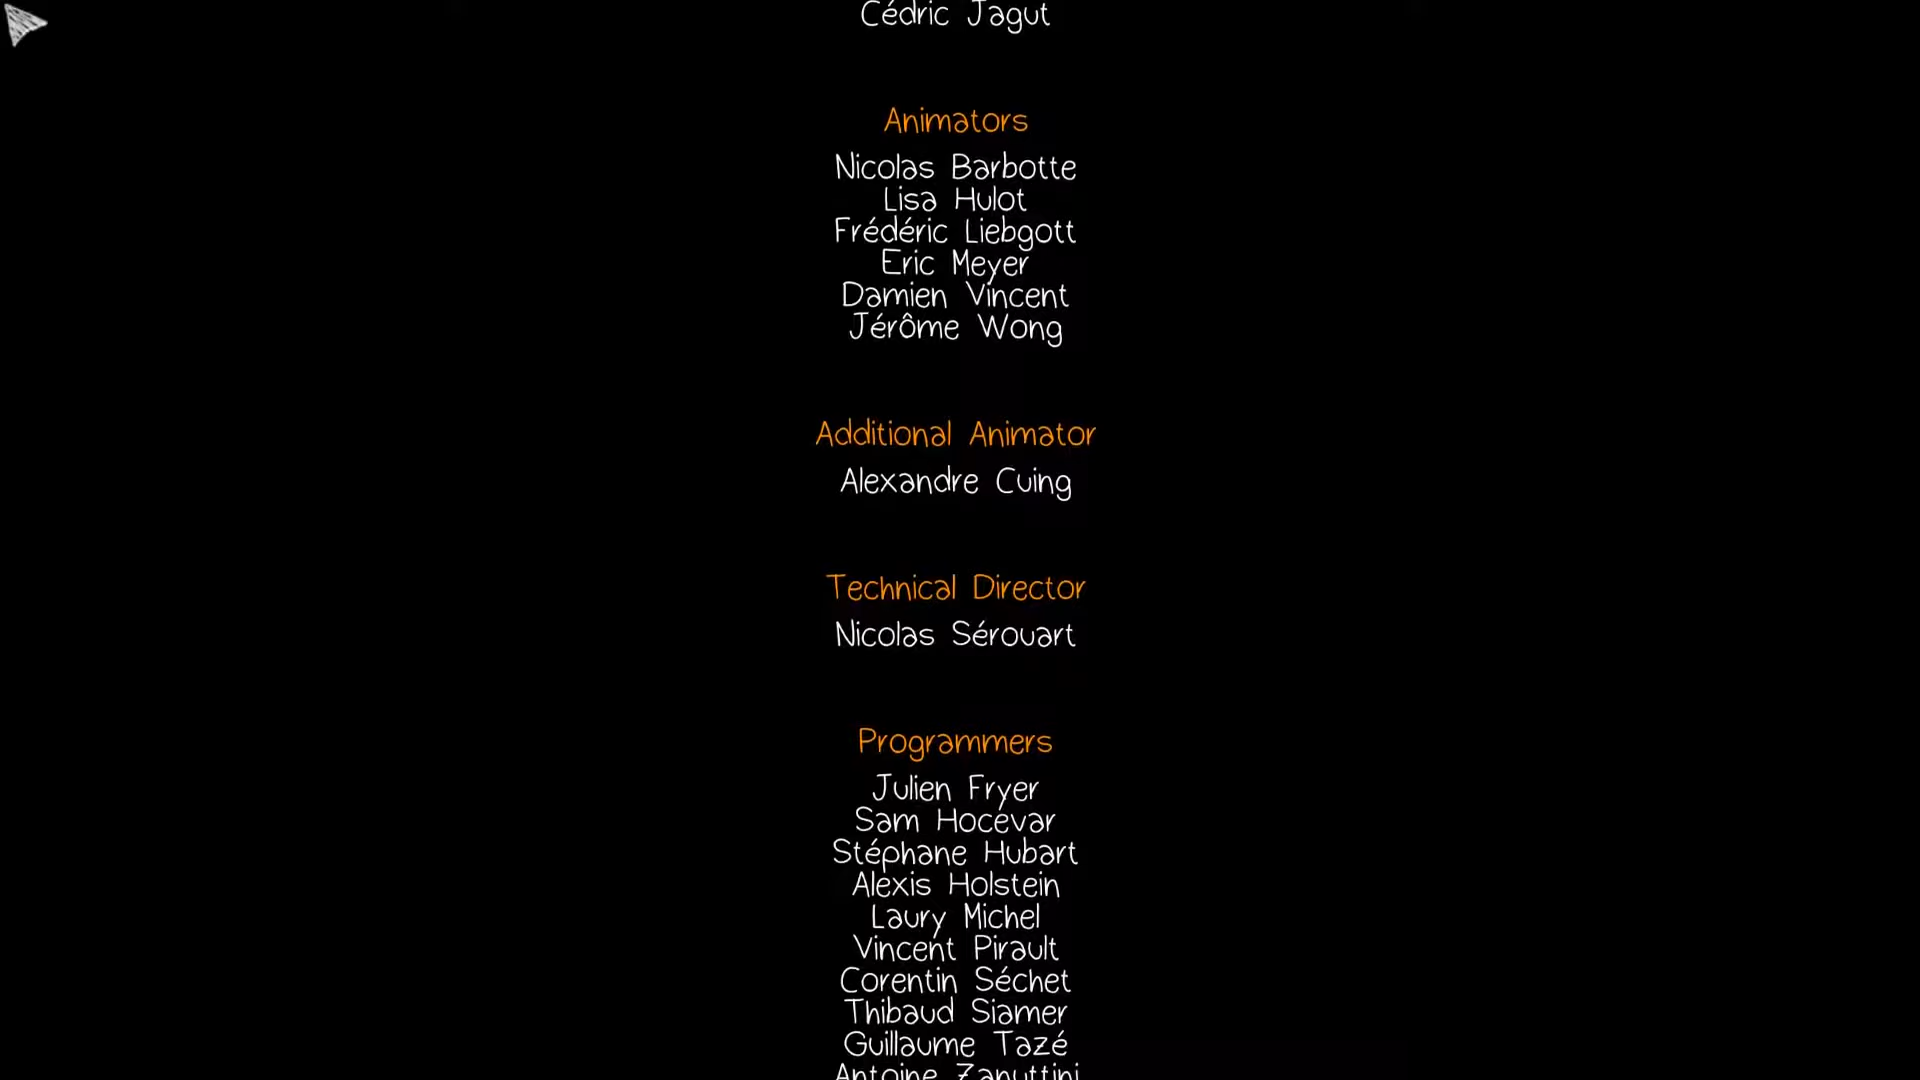 Cédric Jagut
Animators
Nicolas Barbotte
Lisa Hulot
Frédéric Liebgott
Eric Meyer
Damien Vincent
Jérôme Wong
Additional Animator
Alexandre Cuing
Technical Director
Nicolas Sérouart
Programmers
Julien Fryer
Sam Hocevar
Stéphane Hubart
Alexis Holstein
Laury Michel
Vincent Pirault
Corentin Séchet
Thibaud Siamer
Guillaume Tazé
Antoine Zanuttini